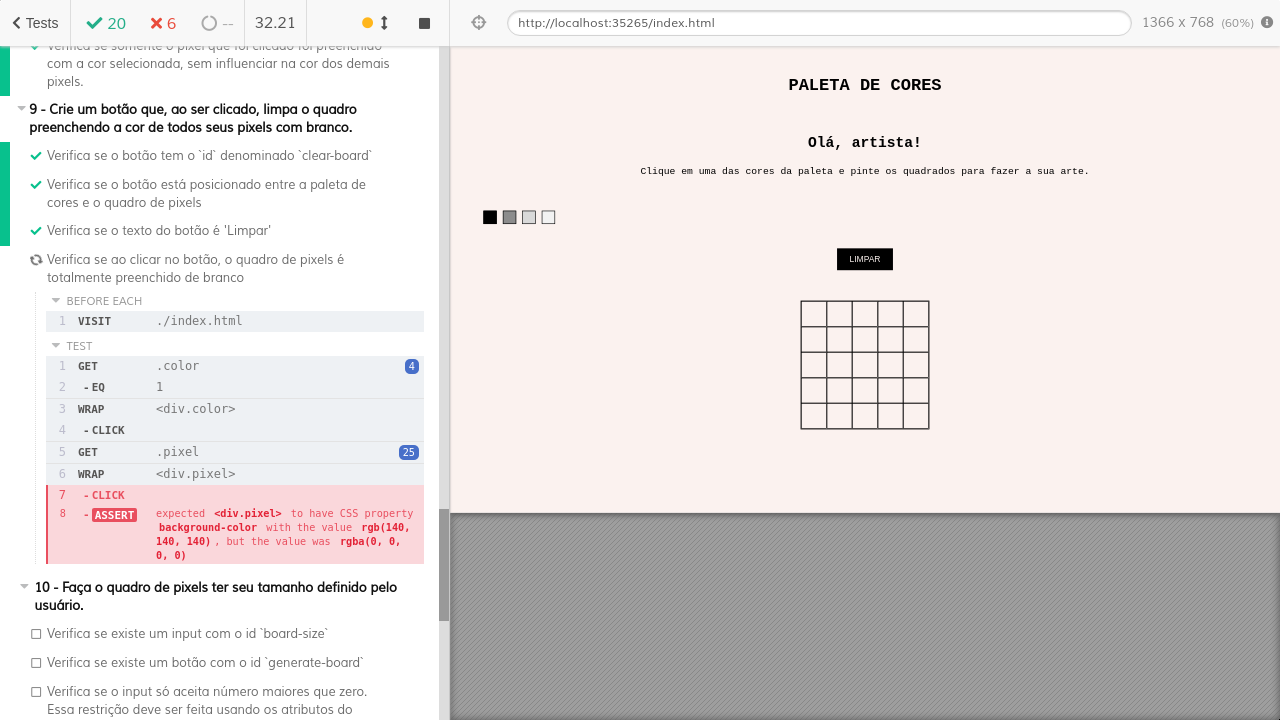 Tests
20
6
--
32.21
http://localhost:35265/index.html
1366 x 768 (60%)
Verifica se somente o pixel que foi clicado foi preenchido
com a cor selecionada, sem influenciar na cor dos demais
pixels.
9 - Crie um botão que, ao ser clicado, limpa o quadro
preenchendo a cor de todos seus pixels com branco.
Verifica se o botão tem o `id` denominado `clear-board`
Verifica se o botão está posicionado entre a paleta de
cores e o quadro de pixels
Verifica se o texto do botão é 'Limpar'
Verifica se ao clicar no botão, o quadro de pixels é
totalmente preenchido de branco
BEFORE EACH
1 VISIT ./index.html
TEST
1 GET .color 4
2 - EQ 1
3 WRAP <div.color>
4 - CLICK
5 GET .pixel 25
6 WRAP <div.pixel>
7 - CLICK
8 - ASSERT expected <div.pixel> to have CSS property
background-color with the value rgb(140,
140, 140) , but the value was rgba(0, 0,
0, 0)
10 - Faça o quadro de pixels ter seu tamanho definido pelo
usuário.
Verifica se existe um input com o id `board-size`
Verifica se existe um botão com o id `generate-board`
Verifica se o input só aceita número maiores que zero.
Essa restrição deve ser feita usando os atributos do
PALETA DE CORES
Olá, artista!
Clique em uma das cores da paleta e pinte os quadrados para fazer a sua arte.
LIMPAR